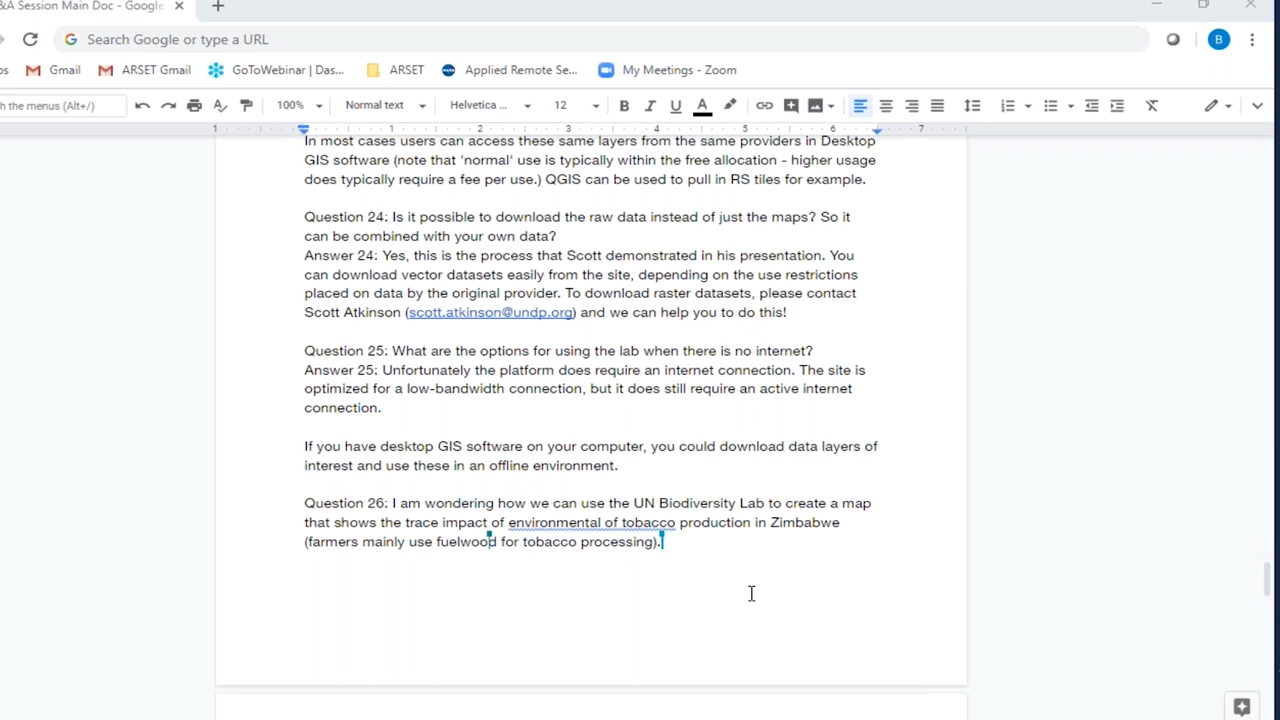 &A Session Main Doc - Google
Search Google or type a URL
ps Gmail ARSET Gmail GoToWebinar | Das... ARSET Applied Remote Se... My Meetings - Zoom
B
h the menus (Alt+/) 100% Normal text Helvetica ... 12 B I U A
1 1 2 3 4 5 6 7
In most cases users can access these same layers from the same providers in Desktop
GIS software (note that 'normal' use is typically within the free allocation - higher usage
does typically require a fee per use.) QGIS can be used to pull in RS tiles for example.
Question 24: Is it possible to download the raw data instead of just the maps? So it
can be combined with your own data?
Answer 24: Yes, this is the process that Scott demonstrated in his presentation. You
can download vector datasets easily from the site, depending on the use restrictions
placed on data by the original provider. To download raster datasets, please contact
Scott Atkinson (scott.atkinson@undp.org) and we can help you to do this!
Question 25: What are the options for using the lab when there is no internet?
Answer 25: Unfortunately the platform does require an internet connection. The site is
optimized for a low-bandwidth connection, but it does still require an active internet
connection.
If you have desktop GIS software on your computer, you could download data layers of
interest and use these in an offline environment.
Question 26: I am wondering how we can use the UN Biodiversity Lab to create a map
that shows the trace impact of environmental of tobacco production in Zimbabwe
(farmers mainly use fuelwood for tobacco processing).